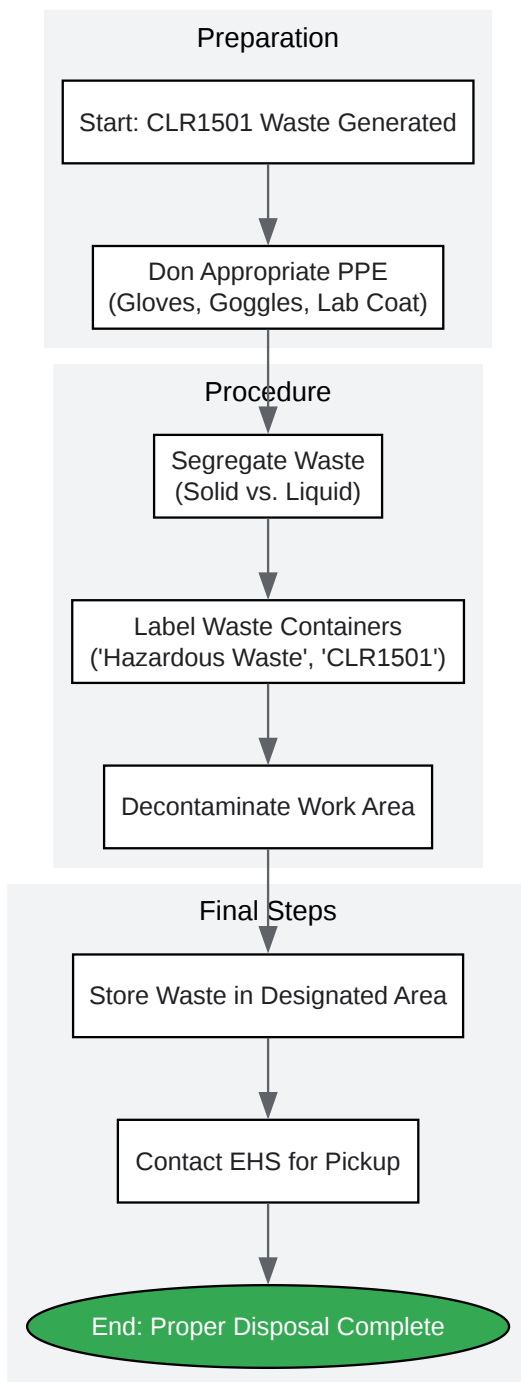 Preparation
Start: CLR1501 Waste Generated
Don Appropriate PPE
(Gloves, Goggles, Lab Coat)
Procedure
Segregate Waste
(Solid vs. Liquid)
Label Waste Containers
('Hazardous Waste', 'CLR1501')
Decontaminate Work Area
Final Steps
Store Waste in Designated Area
Contact EHS for Pickup
End: Proper Disposal Complete